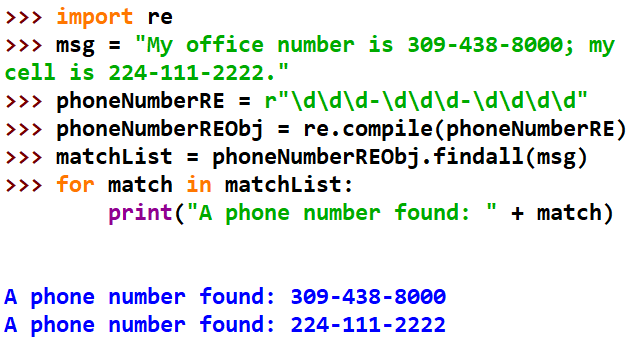 >>> import re
>>> msg = "My office number is 309-438-8000; my
cell is 224-111-2222."
>>> phoneNumberRE = r"\d\d\d-\d\d\d-\d\d\d\d"
>>> phoneNumberREObj = re.compile(phoneNumberRE)
>>> matchList = phoneNumberREObj.findall(msg)
>>> for match in matchList:
        print("A phone number found: " + match)
A phone number found: 309-438-8000
A phone number found: 224-111-2222